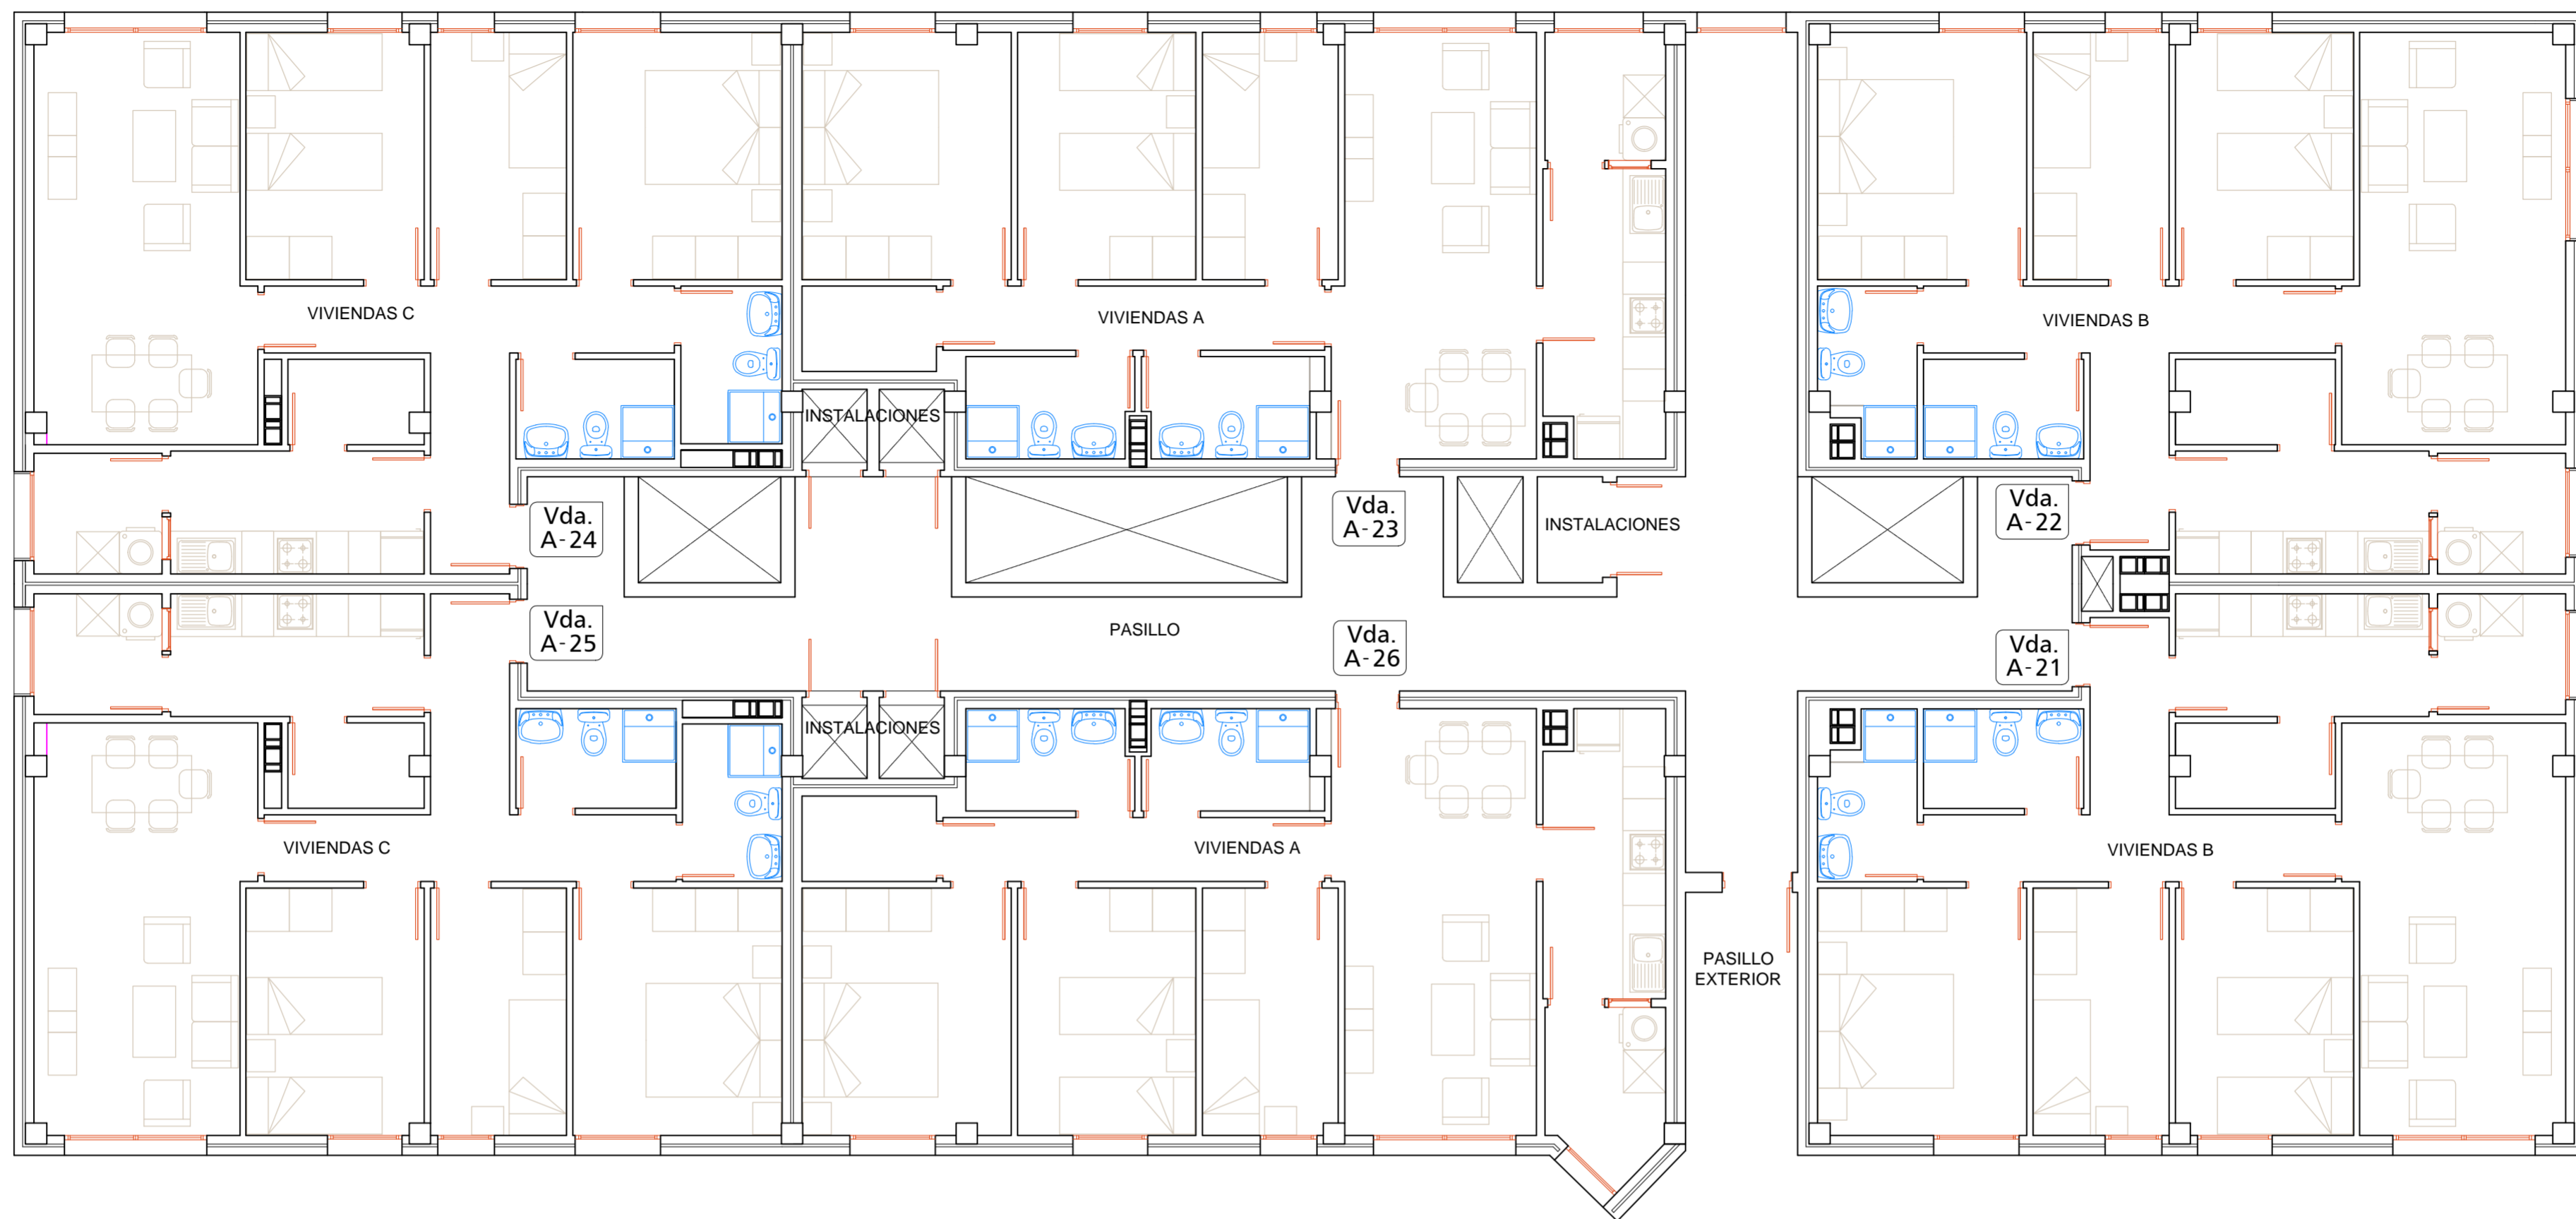 VIVIENDAS C
VIVIENDAS A
VIVIENDAS B
INSTALACIONES
Vda.
A-24
Vda.
A-23
INSTALACIONES
Vda.
A-22
Vda.
A-25
PASILLO
Vda.
A-26
Vda.
A-21
INSTALACIONES
VIVIENDAS C
VIVIENDAS A
VIVIENDAS B
PASILLO
EXTERIOR